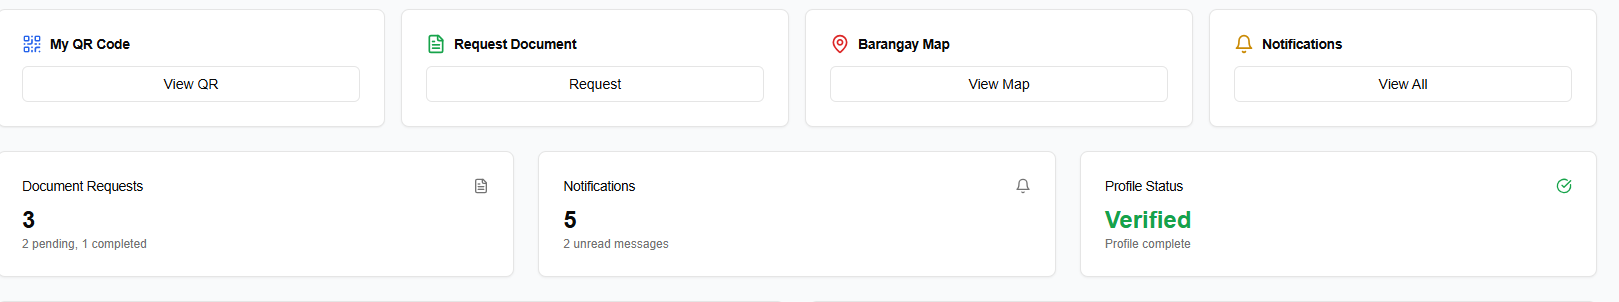 My QR Code
View QR
Request Document
Request
Barangay Map
View Map
Notifications
View All
Document Requests
3
2 pending, 1 completed
Notifications
5
2 unread messages
Profile Status
Verified
Profile complete